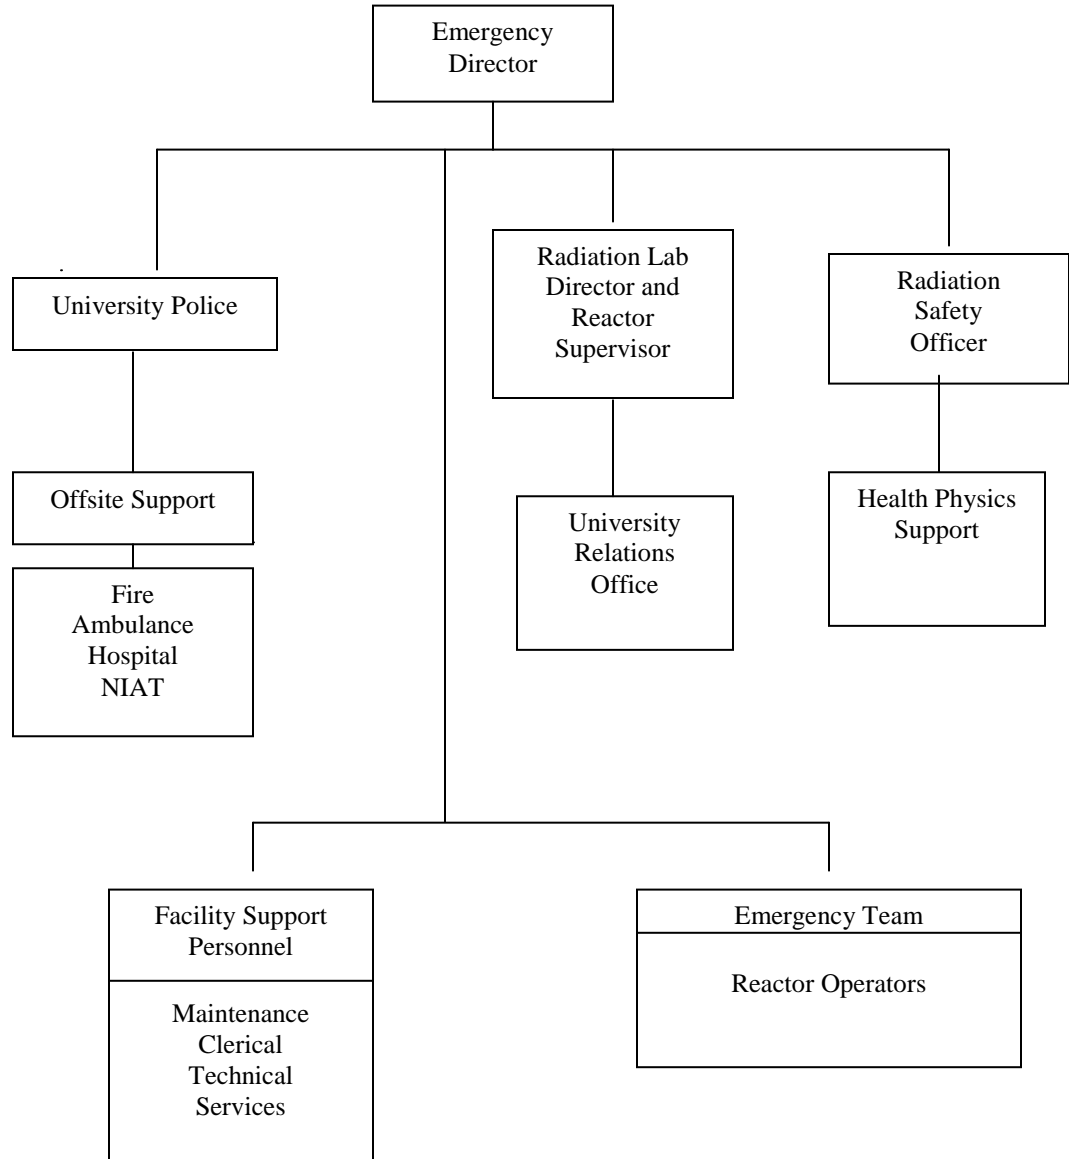 Emergency
Director
University Police
Radiation Lab
Director and
Reactor
Supervisor
Radiation
Safety
Officer
Offsite Support
University
Relations
Office
Health Physics
Support
Fire
Ambulance
Hospital
NIAT
Facility Support
Personnel
Maintenance
Clerical
Technical
Services
Emergency Team
Reactor Operators